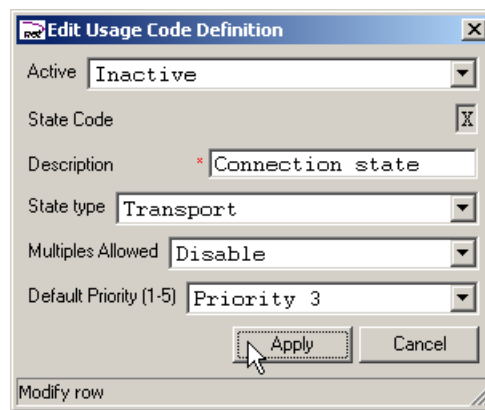 Edit Usage Code Definition
Active Inactive
State Code X
Description * Connection state
State type Transport
Multiples Allowed Disable
Default Priority (1-5) Priority 3
Apply Cancel
Modify row